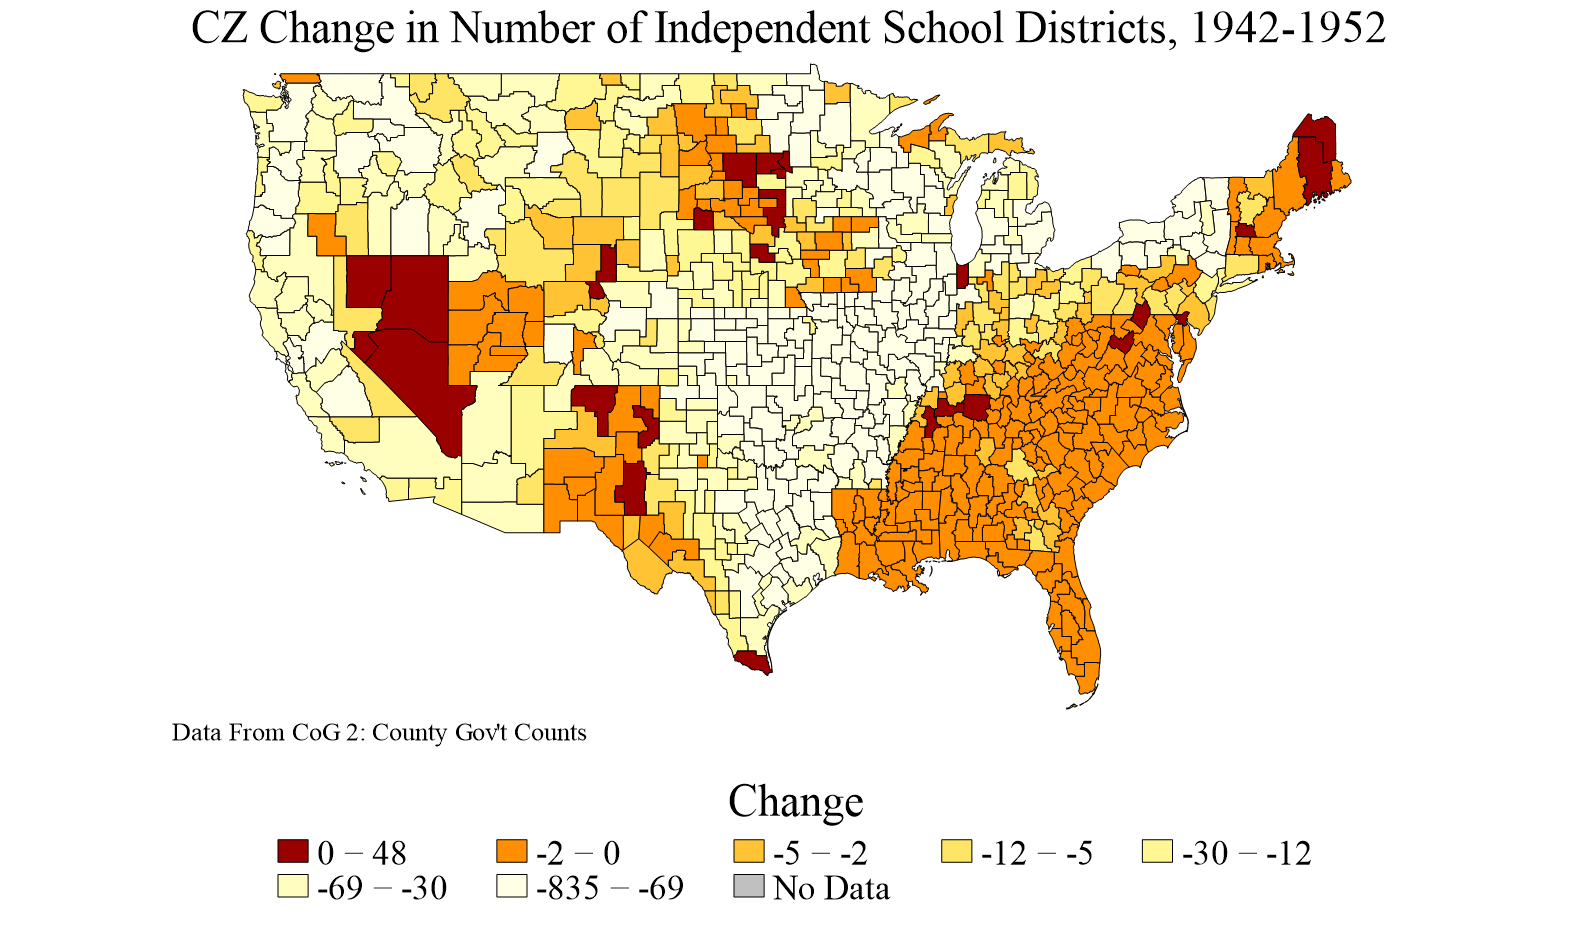 CZ Change in Number of Independent School Districts, 1942-1952
Data From CoG 2: County Gov't Counts
Change
0 – 48 -2 – 0 -5 – -2 -12 – -5 -30 – -12
-69 – -30 -835 – -69 No Data